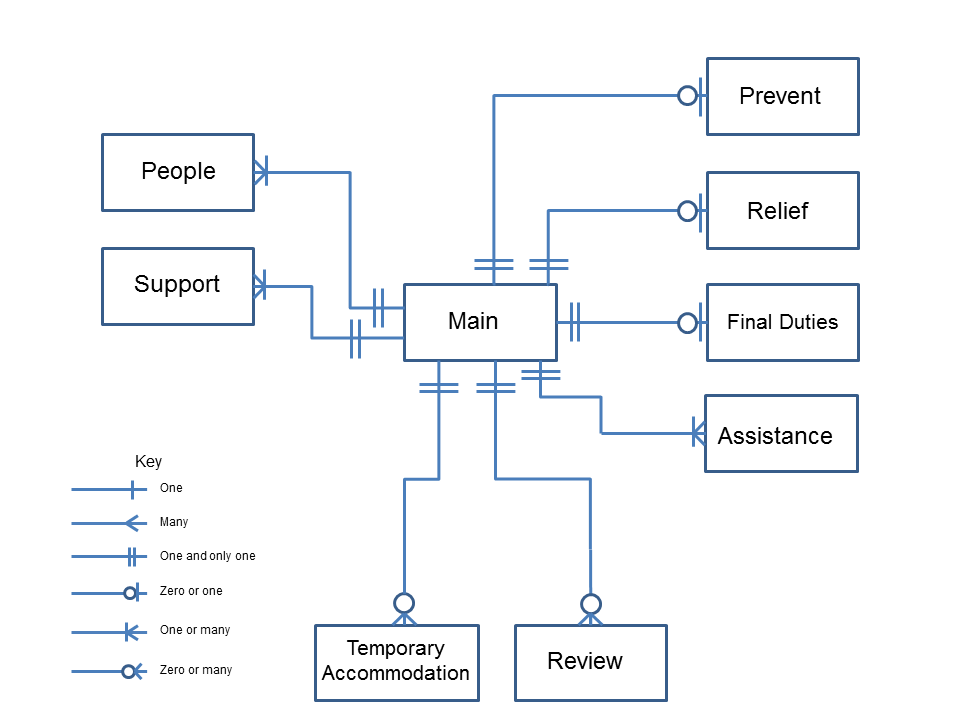 Prevent
People
Relief
Support
Main
Final Duties
Assistance
Key
One
Many
One and only one
Zero or one
One or many
Zero or many
Temporary
Accommodation
Review